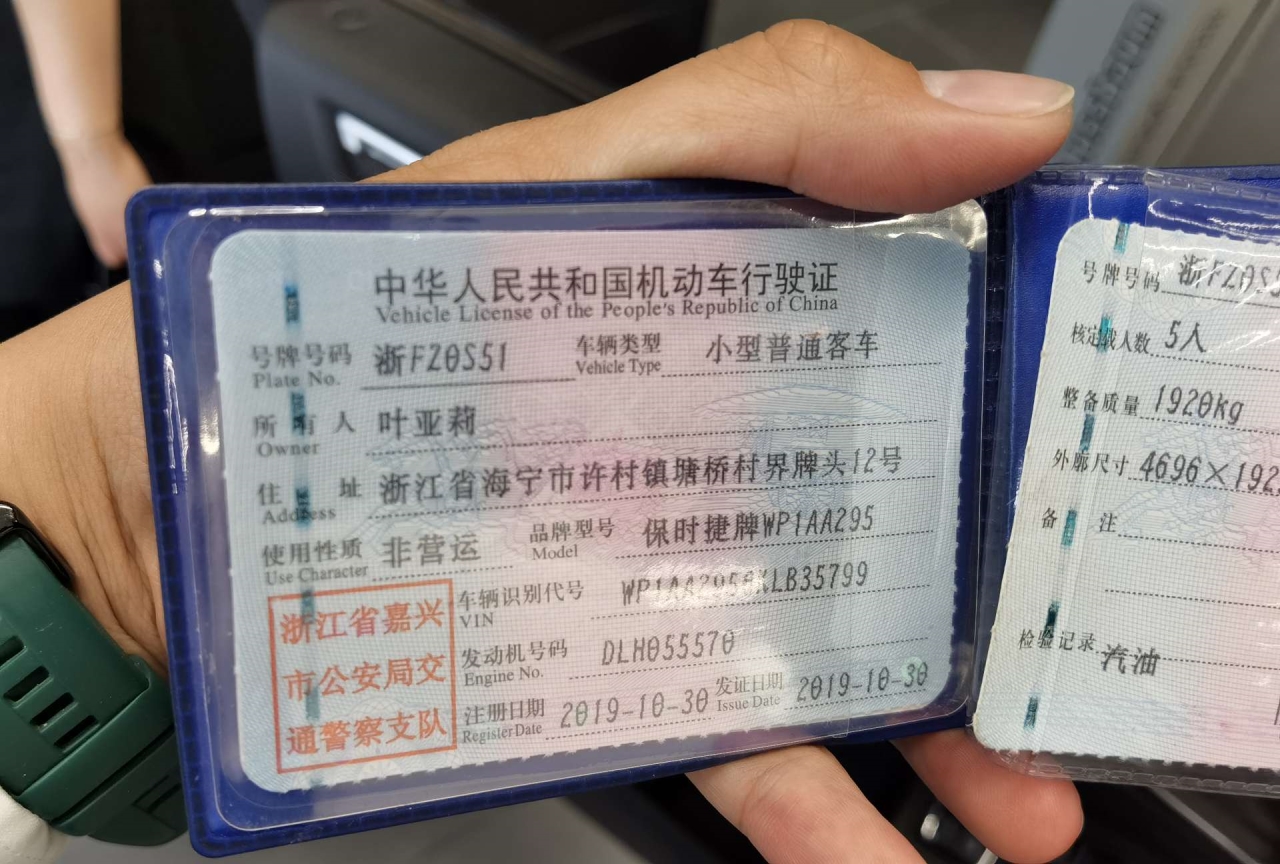 中华人民共和国机动车行驶证
Vehicle License of the People's Republic of China
号牌号码 浙FZ0S51 车辆类型 小型普通客车
Plate No. Vehicle Type
所有人 叶亚莉
Owner
住址 浙江省海宁市许村镇塘桥村界牌头12号
Address
使用性质 非营运 品牌型号 保时捷牌WP1AA295
Use Character Model
车辆识别代号
VIN
发动机号码 DLH055570
Engine No.
注册日期 2019-10-30 发证日期 2019-10-30
Register Date Issue Date
浙江省嘉兴
市公安局交
通警察支队
号牌号码 浙FZ0S
核定载人数 5人
整备质量 1920kg
外廓尺寸 4696×192
备注
检验记录 汽油